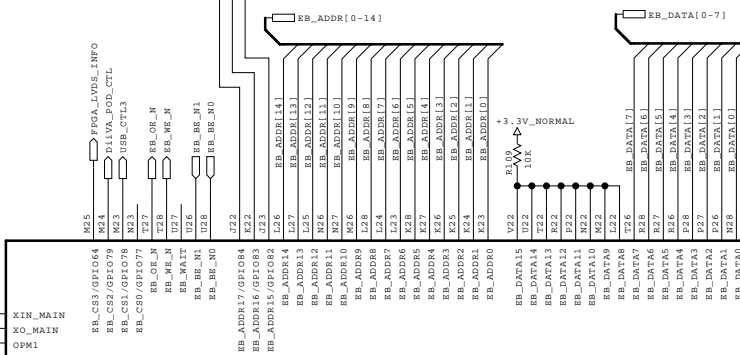 EB_ADDR[0-14]
EB_DATA[0-7]
FPGA_LVDS_INFO
DiiVA_POD_CTL
USB_CTL3
EB_OE_N
EB_WE_N
EB_BE_N1
EB_BE_N0
EB_ADDR[14]
EB_ADDR[13]
EB_ADDR[12]
EB_ADDR[11]
EB_ADDR[10]
EB_ADDR[9]
EB_ADDR[8]
EB_ADDR[7]
EB_ADDR[6]
EB_ADDR[5]
EB_ADDR[4]
EB_ADDR[3]
EB_ADDR[2]
EB_ADDR[1]
EB_ADDR[0]
+3.3V_NORMAL
R109
10K
EB_DATA[7]
EB_DATA[6]
EB_DATA[5]
EB_DATA[4]
EB_DATA[3]
EB_DATA[2]
EB_DATA[1]
EB_DATA[0]
M25
M24
M23
N23
T27
T28
U27
U26
U28
J22
K22
J23
L26
L27
L25
N26
N27
M26
L28
L24
L23
K28
K27
K26
K25
K24
K23
V22
U22
T22
R22
P22
N22
M22
L22
T26
R28
R27
R26
P28
P27
P26
N28
EB_CS3/GPIO64
EB_CS2/GPIO79
EB_CS1/GPIO78
EB_CS0/GPIO77
EB_OE_N
EB_WE_N
EB_WAIT
EB_BE_N1
EB_BE_N0
EB_ADDR17/GPIO84
EB_ADDR16/GPIO83
EB_ADDR15/GPIO82
EB_ADDR14
EB_ADDR13
EB_ADDR12
EB_ADDR11
EB_ADDR10
EB_ADDR9
EB_ADDR8
EB_ADDR7
EB_ADDR6
EB_ADDR5
EB_ADDR4
EB_ADDR3
EB_ADDR2
EB_ADDR1
EB_ADDR0
EB_DATA15
EB_DATA14
EB_DATA13
EB_DATA12
EB_DATA11
EB_DATA10
EB_DATA9
EB_DATA8
EB_DATA7
EB_DATA6
EB_DATA5
EB_DATA4
EB_DATA3
EB_DATA2
EB_DATA1
EB_DATA0
XIN_MAIN
XO_MAIN
OPM1